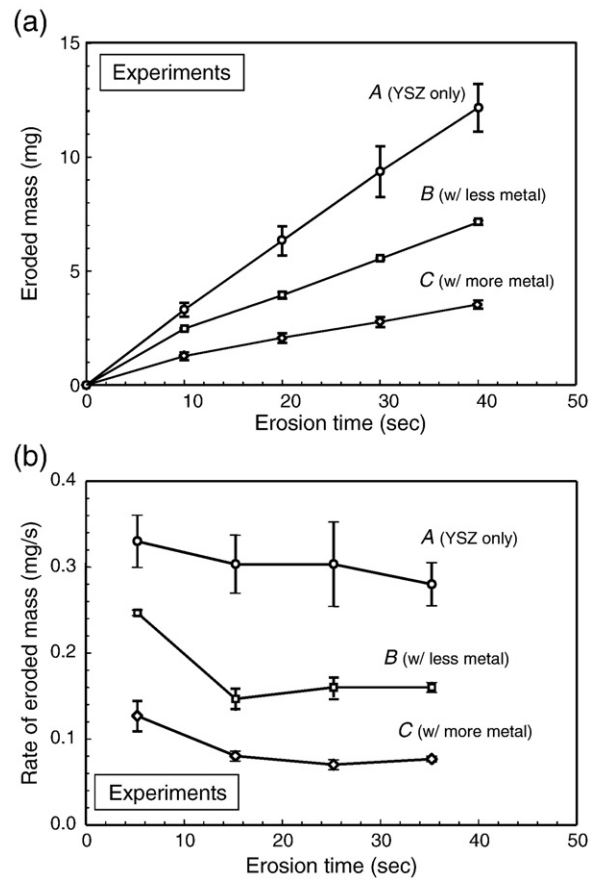 (a)
15
Experiments
A (YSZ only)
10
B (w/ less metal)
Eroded mass (mg)
5
C (w/ more metal)
0
0 10 20 30 40 50
Erosion time (sec)
(b)
0.4
A (YSZ only)
0.3
0.2
B (w/ less metal)
Rate of eroded mass (mg/s)
C (w/ more metal)
0.1
Experiments
0.0
0 10 20 30 40 50
Erosion time (sec)